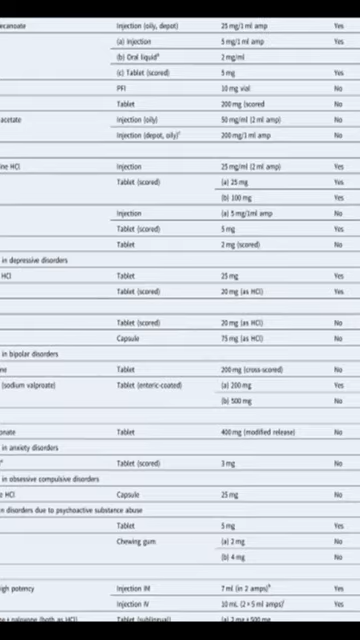 ecanoate Injection (oily, depot) 25 mg/1 ml amp Yes
(a) Injection 5 mg/1 ml amp Yes
(b) Oral liquid 2 mg/ml
(c) Tablet (scored) 5 mg Yes
PFI 10 mg vial No
Tablet 200 mg (scored No
acetate Injection (oily) 50 mg/ml (2 ml amp) No
Injection (depot, oily) 200 mg/1 ml amp No
ine HCl Injection 25 mg/ml (2 ml amp) Yes
Tablet (scored) (a) 25 mg Yes
(b) 100 mg Yes
Injection (a) 5 mg/1ml amp No
Tablet (scored) 5 mg Yes
Tablet 2 mg (scored) No
in depressive disorders
HCl Tablet 25 mg Yes
Tablet (scored) 20 mg (as HCl) Yes
Tablet (scored) 20 mg (as HCl) No
Capsule 75 mg (as HCl) No
in bipolar disorders
ne Tablet 200 mg (cross-scored) No
(sodium valproate) Tablet (enteric-coated) (a) 200 mg Yes
(b) 500 mg No
onate Tablet 400 mg (modified release) No
in anxiety disorders
Tablet (scored) 3 mg No
in obsessive compulsive disorders
HCl Capsule 25 mg No
n disorders due to psychoactive substance abuse
Tablet 5 mg Yes
Chewing gum (a) 2 mg No
(b) 4 mg No
igh potency Injection IM 7 ml (in 2 amps) Yes
Injection IV 10 mL (2 × 5 ml amps) Yes
naloxone (both as HCl) Tablet (sublingual) No